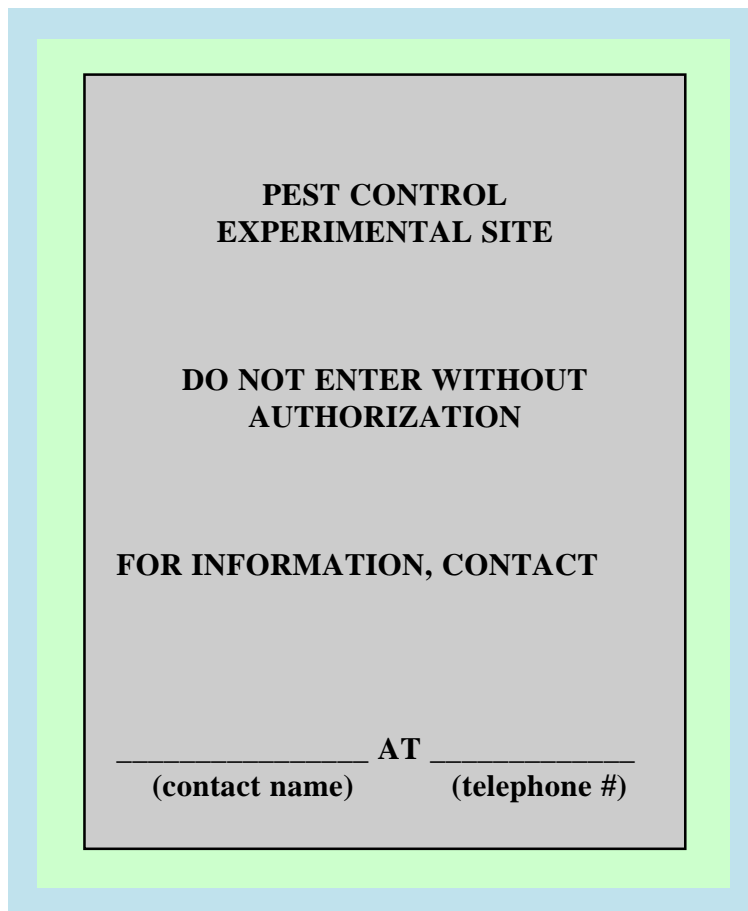 PEST CONTROL
EXPERIMENTAL SITE
DO NOT ENTER WITHOUT
AUTHORIZATION
FOR INFORMATION, CONTACT
________________ AT _____________
(contact name) (telephone #)